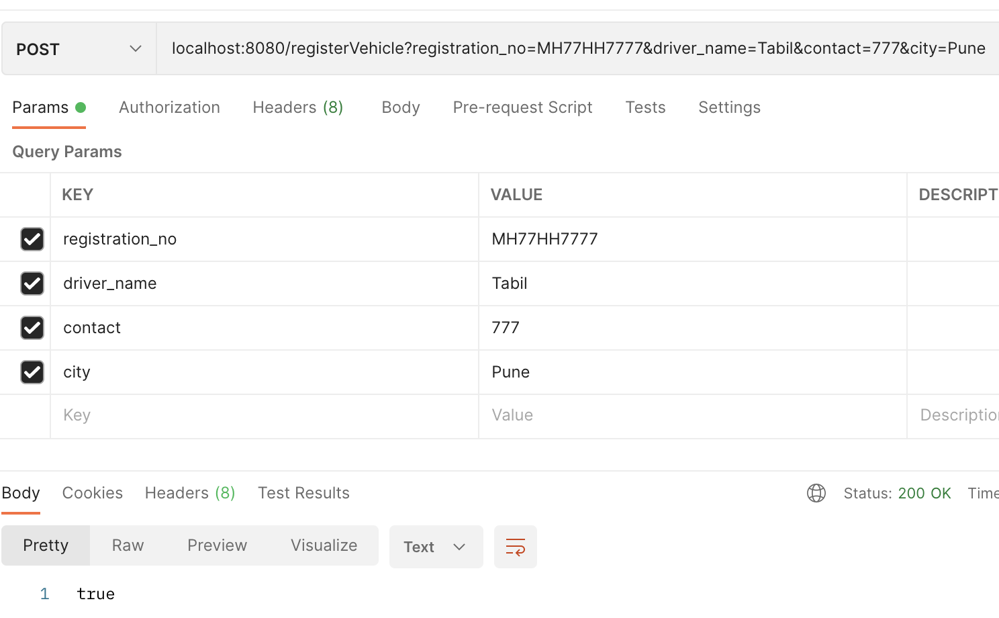 POST localhost:8080/registerVehicle?registration_no=MH77HH7777&driver_name=Tabil&contact=777&city=Pune
Params Authorization Headers (8) Body Pre-request Script Tests Settings
Query Params
KEY VALUE DESCRIPT
registration_no MH77HH7777
driver_name Tabil
contact 777
city Pune
Key Value Description
Body Cookies Headers (8) Test Results Status: 200 OK Time
Pretty Raw Preview Visualize Text
1 true